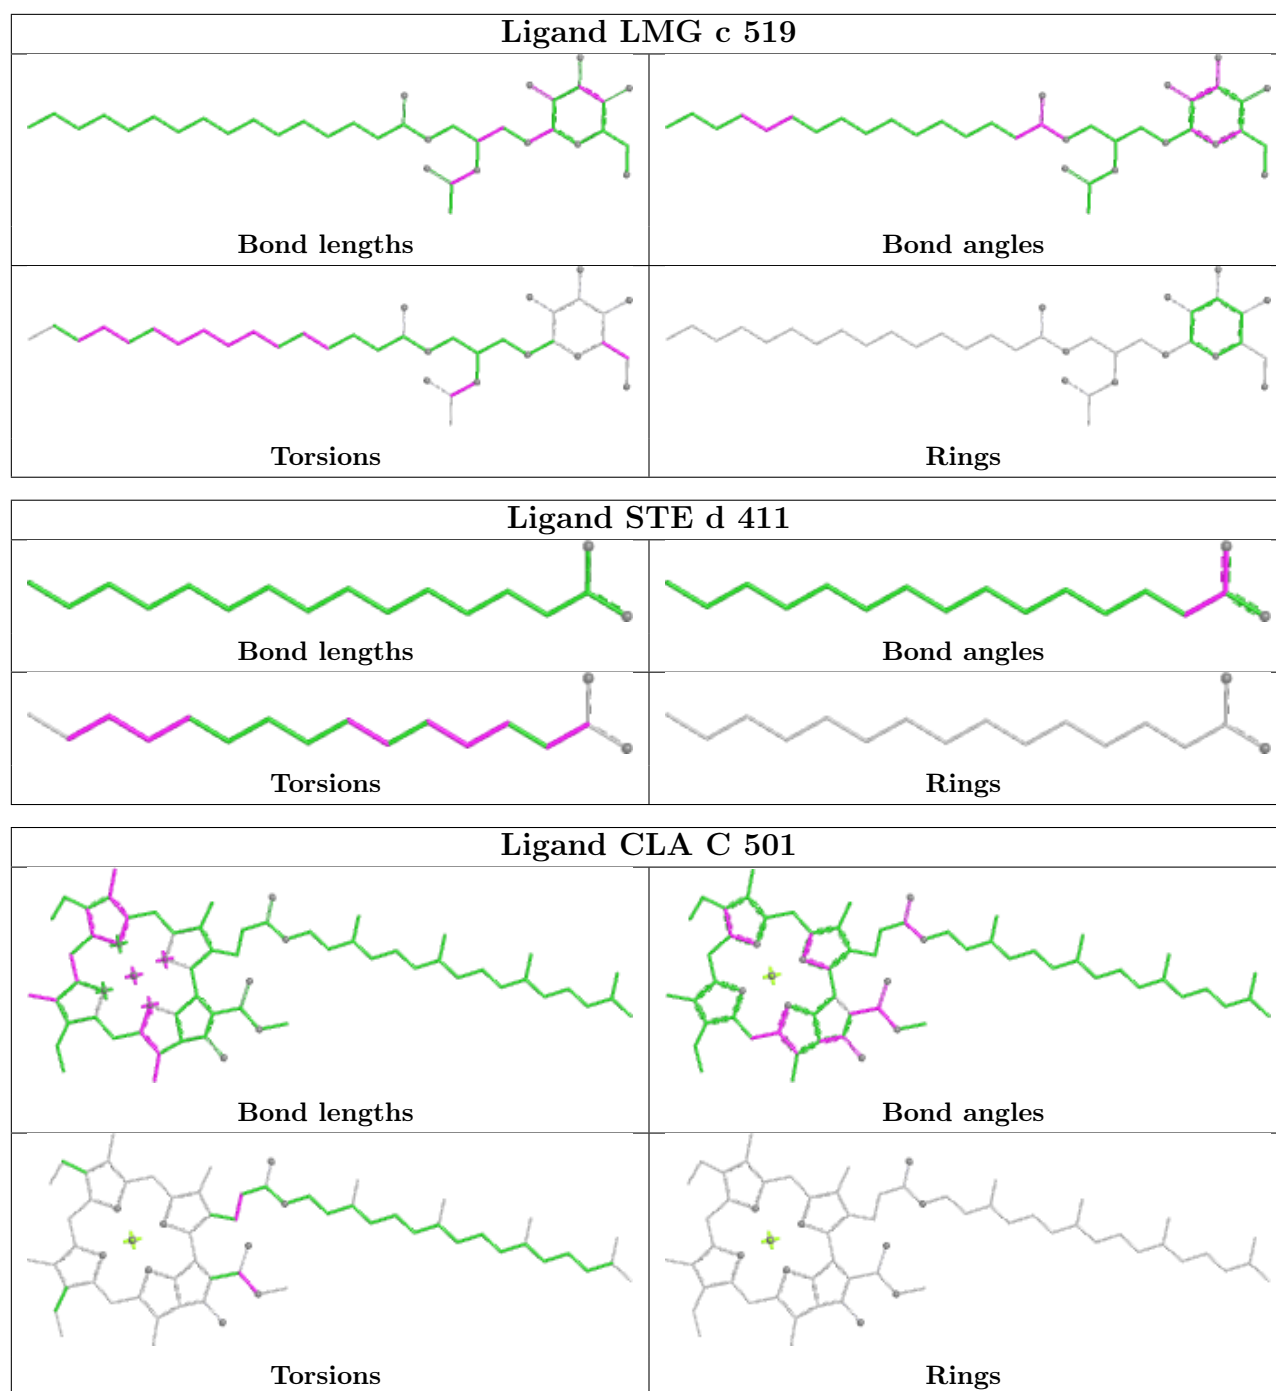 Ligand LMG c 519
Bond lengths
Bond angles
Torsions
Rings
Ligand STE d 411
Bond lengths
Bond angles
Torsions
Rings
Ligand CLA C 501
Bond lengths
Bond angles
Torsions
Rings